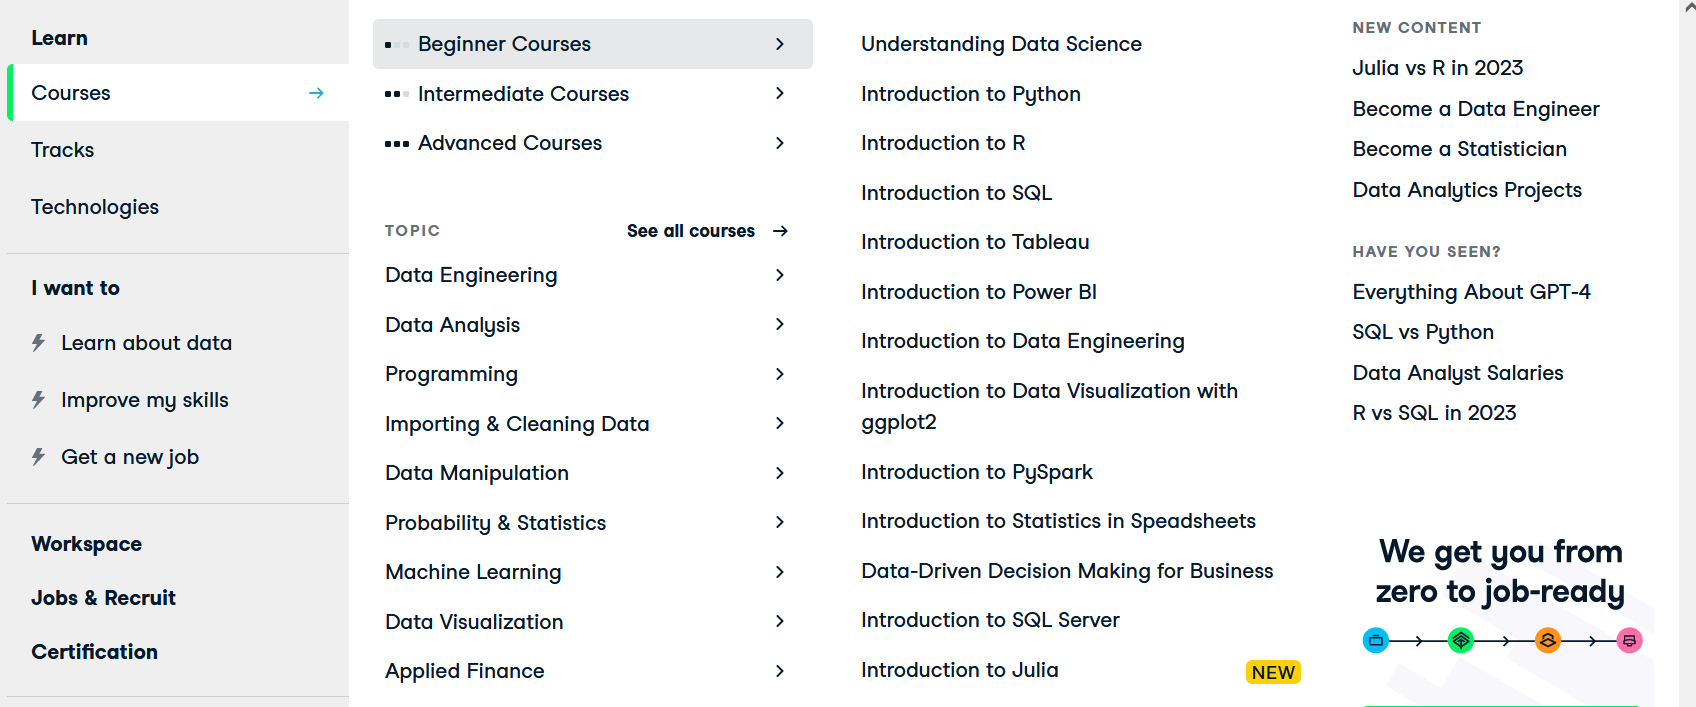 Learn
Courses
Tracks
Technologies
I want to
Learn about data
Improve my skills
Get a new job
Workspace
Jobs & Recruit
Certification
Beginner Courses
Intermediate Courses
Advanced Courses
TOPIC
See all courses
Data Engineering
Data Analysis
Programming
Importing & Cleaning Data
Data Manipulation
Probability & Statistics
Machine Learning
Data Visualization
Applied Finance
Understanding Data Science
Introduction to Python
Introduction to R
Introduction to SQL
Introduction to Tableau
Introduction to Power BI
Introduction to Data Engineering
Introduction to Data Visualization with
ggplot2
Introduction to PySpark
Introduction to Statistics in Speadsheets
Data-Driven Decision Making for Business
Introduction to SQL Server
Introduction to Julia NEW
NEW CONTENT
Julia vs R in 2023
Become a Data Engineer
Become a Statistician
Data Analytics Projects
HAVE YOU SEEN?
Everything About GPT-4
SQL vs Python
Data Analyst Salaries
R vs SQL in 2023
We get you from
zero to job-ready